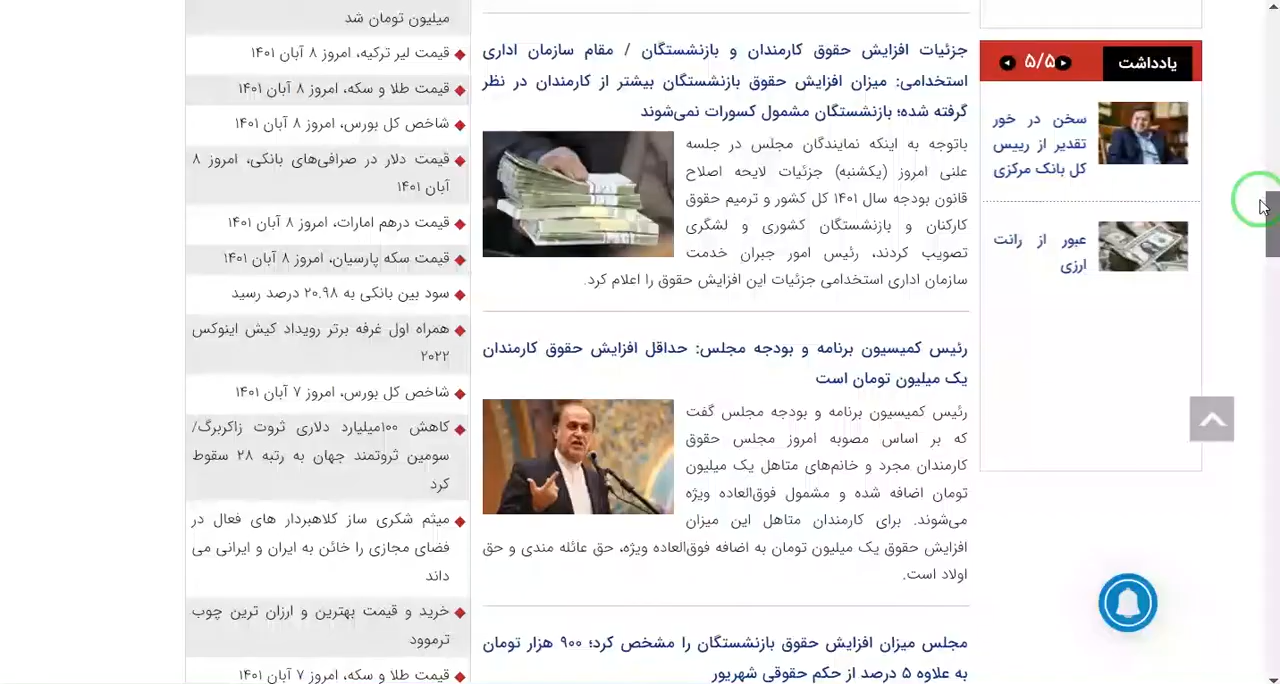 یادداشت
۵/۵
سخن در خور
تقدیر از رییس
کل بانک مرکزی
عبور از رانت
ارزی
جزئیات افزایش حقوق کارمندان و بازنشستگان / مقام سازمان اداری
استخدامی: میزان افزایش حقوق بازنشستگان بیشتر از کارمندان در نظر
گرفته شده؛ بازنشستگان مشمول کسورات نمی‌شوند
باتوجه به اینکه نمایندگان مجلس در جلسه
علنی امروز (یکشنبه) جزئیات لایحه اصلاح
قانون بودجه سال ۱۴۰۱ کل کشور و ترمیم حقوق
کارکنان و بازنشستگان کشوری و لشگری
تصویب کردند، رئیس امور جبران خدمت
سازمان اداری استخدامی جزئیات این افزایش حقوق را اعلام کرد.
رئیس کمیسیون برنامه و بودجه مجلس: حداقل افزایش حقوق کارمندان
یک میلیون تومان است
رئیس کمیسیون برنامه و بودجه مجلس گفت
که بر اساس مصوبه امروز مجلس حقوق
کارمندان مجرد و خانم‌های متاهل یک میلیون
تومان اضافه شده و مشمول فوق‌العاده ویژه
می‌شوند. برای کارمندان متاهل این میزان
افزایش حقوق یک میلیون تومان به اضافه فوق‌العاده ویژه، حق عائله مندی و حق
اولاد است.
مجلس میزان افزایش حقوق بازنشستگان را مشخص کرد؛ ۹۰۰ هزار تومان
به علاوه ۵ درصد از حکم حقوقی شهریور
میلیون تومان شد
قیمت لیر ترکیه، امروز ۸ آبان ۱۴۰۱
قیمت طلا و سکه، امروز ۸ آبان ۱۴۰۱
شاخص کل بورس، امروز ۸ آبان ۱۴۰۱
قیمت دلار در صرافی‌های بانکی، امروز ۸
آبان ۱۴۰۱
قیمت درهم امارات، امروز ۸ آبان ۱۴۰۱
قیمت سکه پارسیان، امروز ۸ آبان ۱۴۰۱
سود بین بانکی به ۲۰.۹۸ درصد رسید
همراه اول غرفه برتر رویداد کیش اینوکس
۲۰۲۲
شاخص کل بورس، امروز ۷ آبان ۱۴۰۱
کاهش ۱۰۰میلیارد دلاری ثروت زاکربرگ/
سومین ثروتمند جهان به رتبه ۲۸ سقوط
کرد
میثم شکری ساز کلاهبردار های فعال در
فضای مجازی را خائن به ایران و ایرانی می
داند
خرید و قیمت بهترین و ارزان ترین چوب
ترموود
قیمت طلا و سکه، امروز ۷ آبان ۱۴۰۱